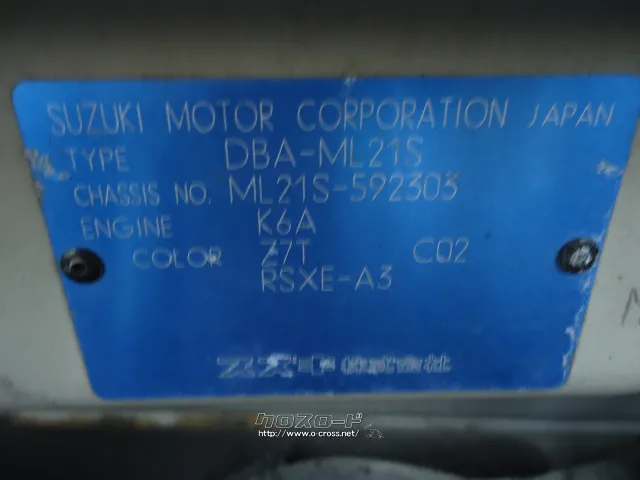 SUZUKI MOTOR CORPORATION JAPAN
TYPE DBA-ML21S
CHASSIS NO. ML21S-592303
ENGINE K6A
COLOR Z7T C02
RSXE-A3
スズキ株式会社
クロスロード
http://www.o-cross.net/